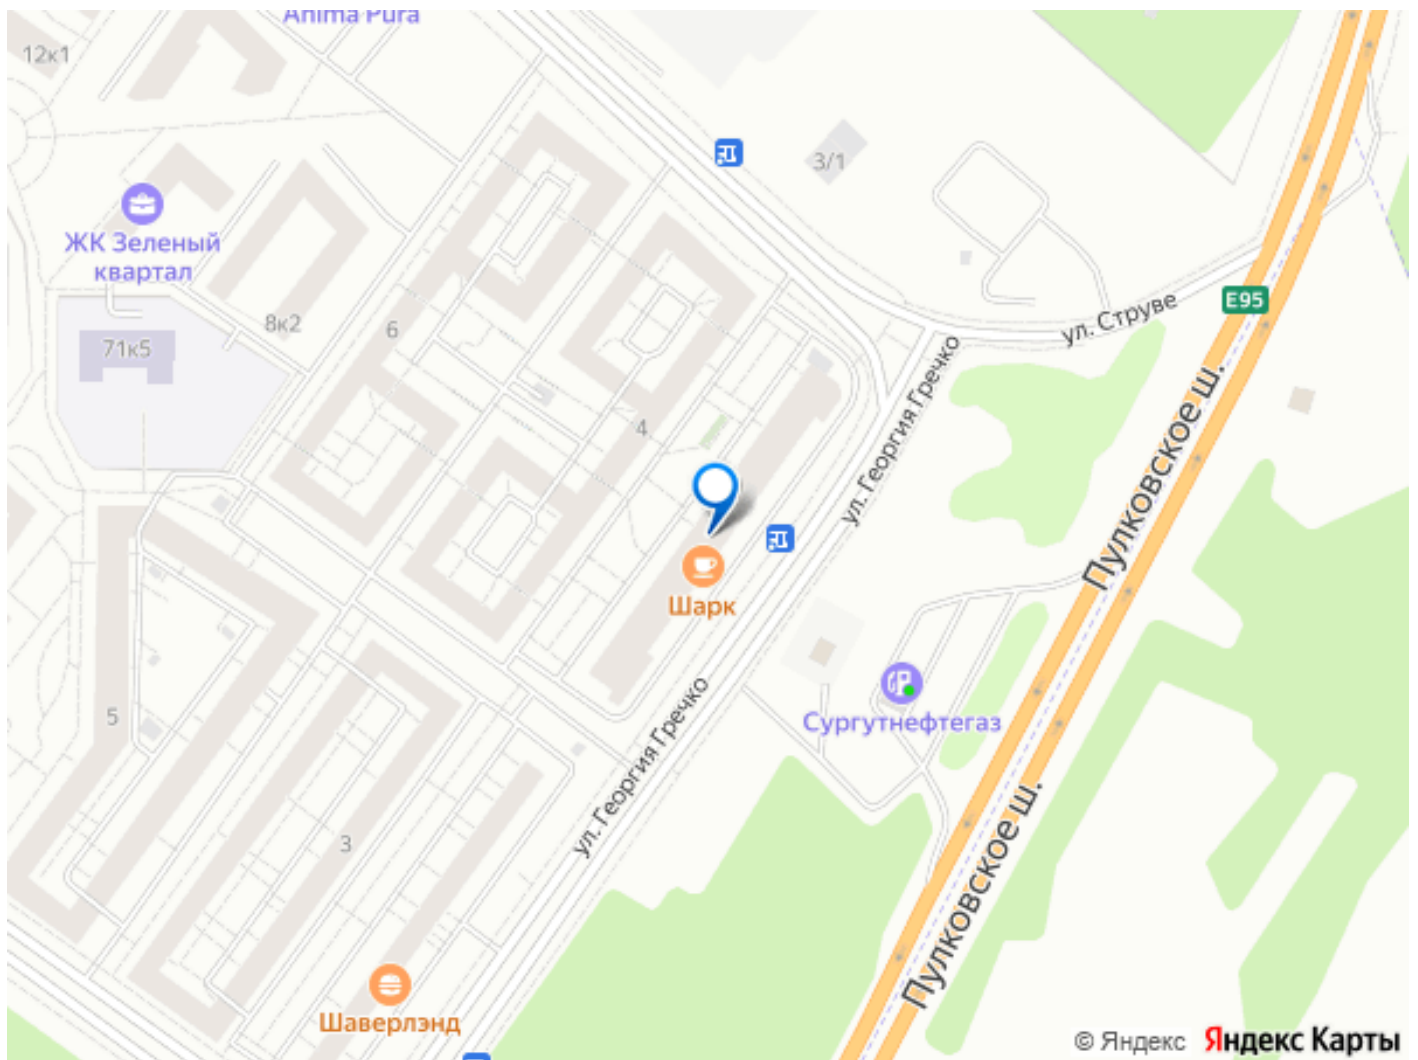 Anima Pura
12к1
3/1
ЖК Зеленый
квартал
8к2
6
71к5
E95
ул. Струве
4
ул. Георгия Гречко
Пулковское ш.
Шарк
5
Сургутнефтегаз
ул. Георгия Гречко
3
Пулковское ш.
Шаверлэнд
© Яндекс Яндекс Карты